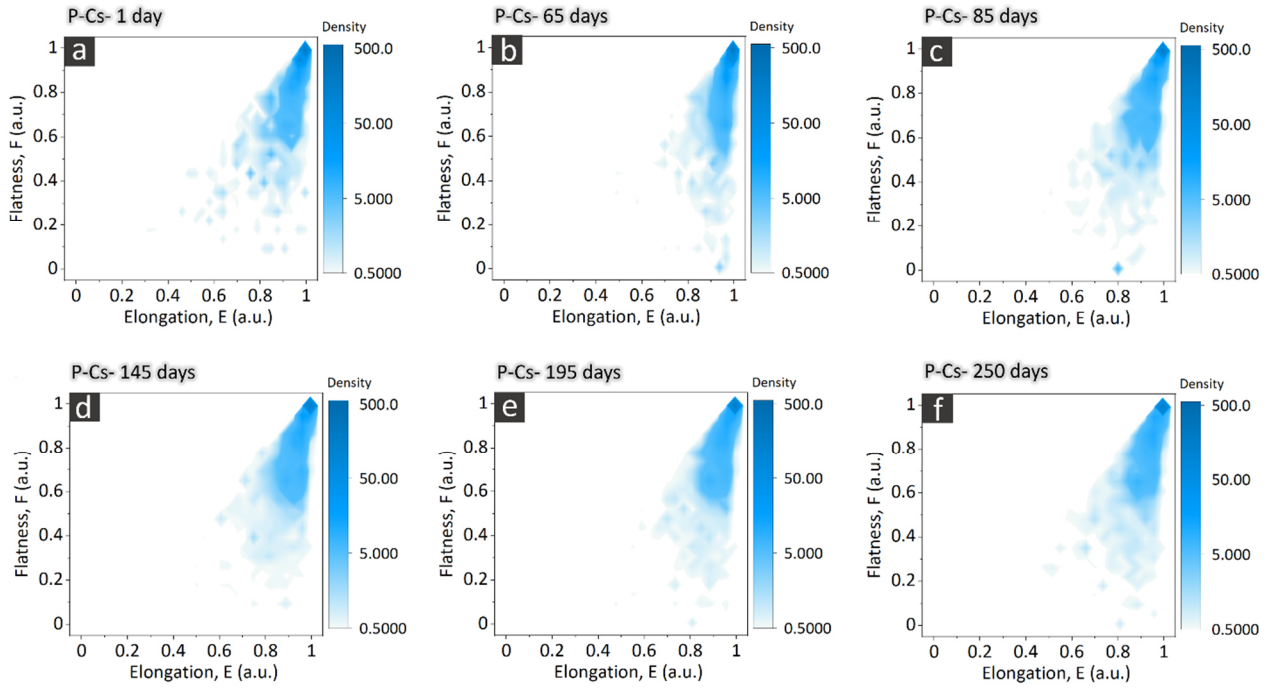 P-Cs- 1 day
Density
a
500.0
50.00
5.000
0.5000
1
0.8
0.6
0.4
0.2
0
Flatness, F (a.u.)
0 0.2 0.4 0.6 0.8 1
Elongation, E (a.u.)
P-Cs- 65 days
Density
b
500.0
50.00
5.000
0.5000
1
0.8
0.6
0.4
0.2
0
Flatness, F (a.u.)
0 0.2 0.4 0.6 0.8 1
Elongation, E (a.u.)
P-Cs- 85 days
Density
c
500.0
50.00
5.000
0.5000
1
0.8
0.6
0.4
0.2
0
Flatness, F (a.u.)
0 0.2 0.4 0.6 0.8 1
Elongation, E (a.u.)
P-Cs- 145 days
Density
d
500.0
50.00
5.000
0.5000
1
0.8
0.6
0.4
0.2
0
Flatness, F (a.u.)
0 0.2 0.4 0.6 0.8 1
Elongation, E (a.u.)
P-Cs- 195 days
Density
e
500.0
50.00
5.000
0.5000
1
0.8
0.6
0.4
0.2
0
Flatness, F (a.u.)
0 0.2 0.4 0.6 0.8 1
Elongation, E (a.u.)
P-Cs- 250 days
Density
f
500.0
50.00
5.000
0.5000
1
0.8
0.6
0.4
0.2
0
Flatness, F (a.u.)
0 0.2 0.4 0.6 0.8 1
Elongation, E (a.u.)